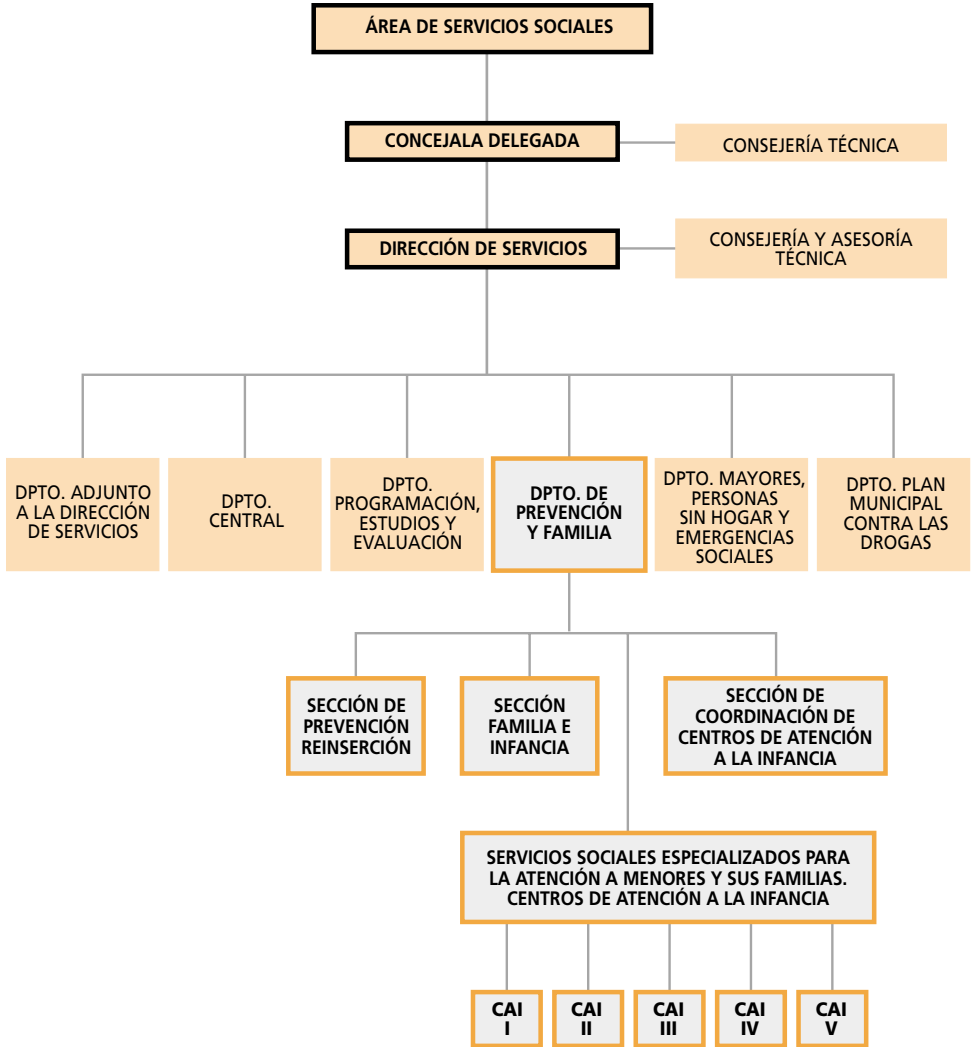 ÁREA DE SERVICIOS SOCIALES
CONCEJALA DELEGADA
CONSEJERÍA TÉCNICA
DIRECCIÓN DE SERVICIOS
CONSEJERÍA Y ASESORÍA
TÉCNICA
DPTO. ADJUNTO
A LA DIRECCIÓN
DE SERVICIOS
DPTO.
CENTRAL
DPTO.
PROGRAMACIÓN,
ESTUDIOS Y
EVALUACIÓN
DPTO. DE
PREVENCIÓN
Y FAMILIA
DPTO. MAYORES,
PERSONAS
SIN HOGAR Y
EMERGENCIAS
SOCIALES
DPTO. PLAN
MUNICIPAL
CONTRA LAS
DROGAS
SECCIÓN DE
PREVENCIÓN
REINSERCIÓN
SECCIÓN
FAMILIA E
INFANCIA
SECCIÓN DE
COORDINACIÓN DE
CENTROS DE ATENCIÓN
A LA INFANCIA
SERVICIOS SOCIALES ESPECIALIZADOS PARA
LA ATENCIÓN A MENORES Y SUS FAMILIAS.
CENTROS DE ATENCIÓN A LA INFANCIA
CAI
I
CAI
II
CAI
III
CAI
IV
CAI
V